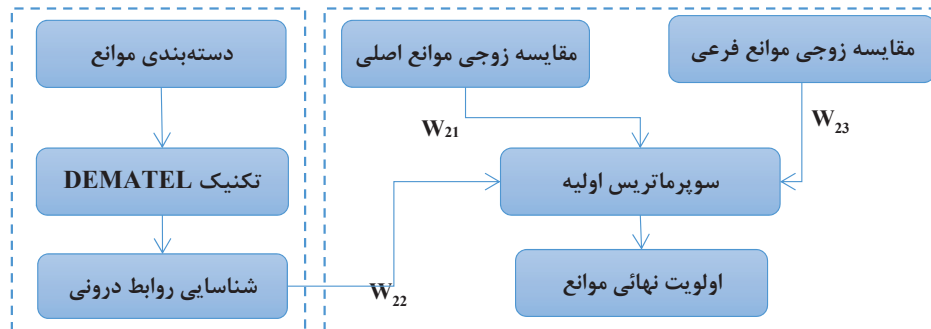 دسته‌بندی موانع
تکنیک DEMATEL
شناسایی روابط درونی
مقایسه زوجی موانع اصلی
مقایسه زوجی موانع فرعی
W21
W23
سوپرماتریس اولیه
W22
اولویت نهائی موانع